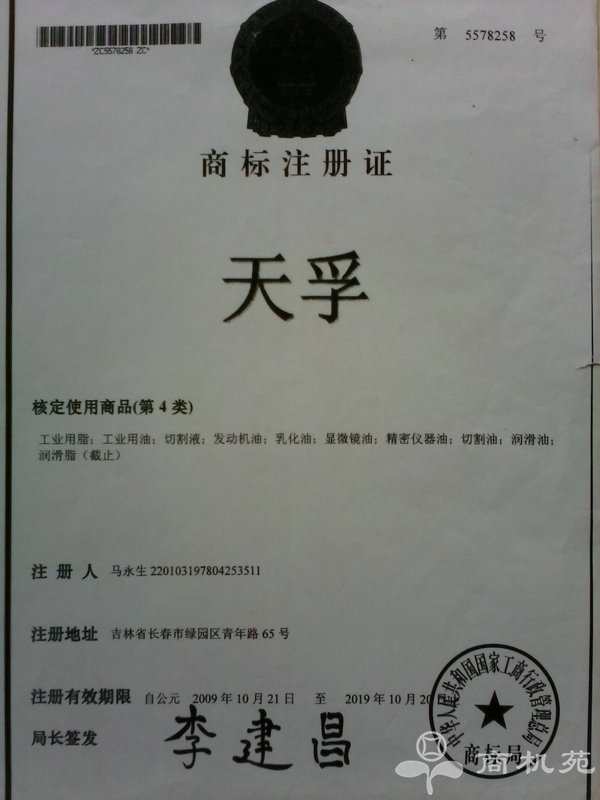 *ZC5578258 ZC*
第 5578258 号
商标注册证
天孚
核定使用商品(第 4 类)
工业用脂；工业用油；切割液；发动机油；乳化油；显微镜油；精密仪器油；切割油；润滑油；
润滑脂（截止）
注册人 马永生 220103197804253511
注册地址 吉林省长春市绿园区青年路 65 号
注册有效期限 自公元 2009 年 10 月 21 日 至 2019 年 10 月 20
局长签发 李建昌
中华人民共和国国家工商行政管理总局
商标局
商机苑